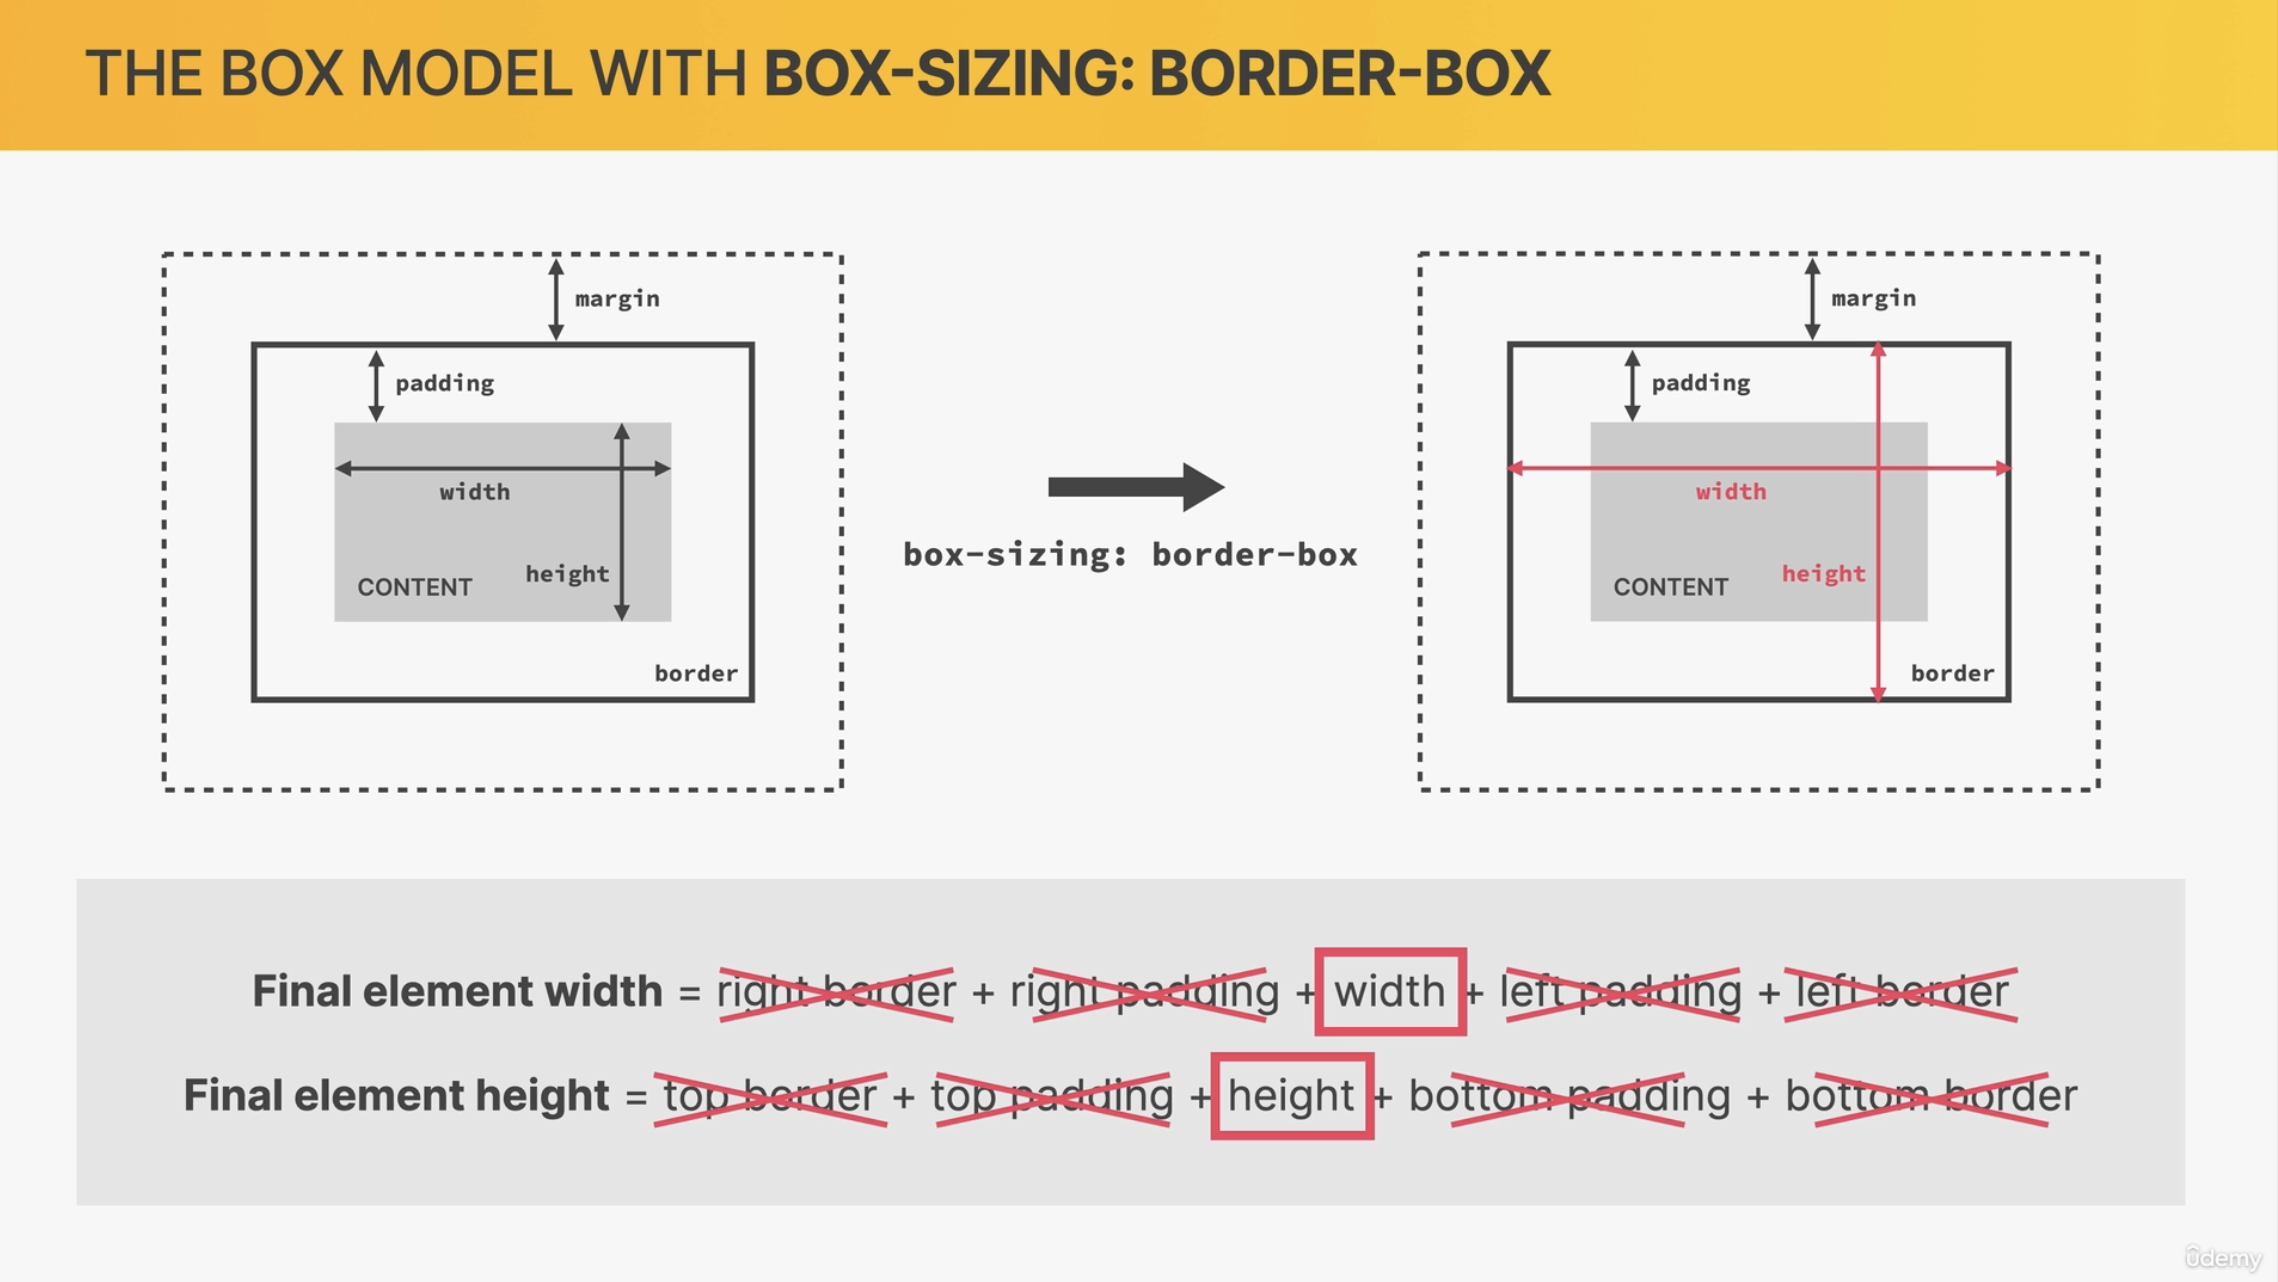 THE BOX MODEL WITH BOX-SIZING: BORDER-BOX
margin
padding
width
height
CONTENT
border
box-sizing: border-box
margin
padding
width
height
CONTENT
border
Final element width = right border + right padding + width + left padding + left border
Final element height = top border + top padding + height + bottom padding + bottom border
ûdemy